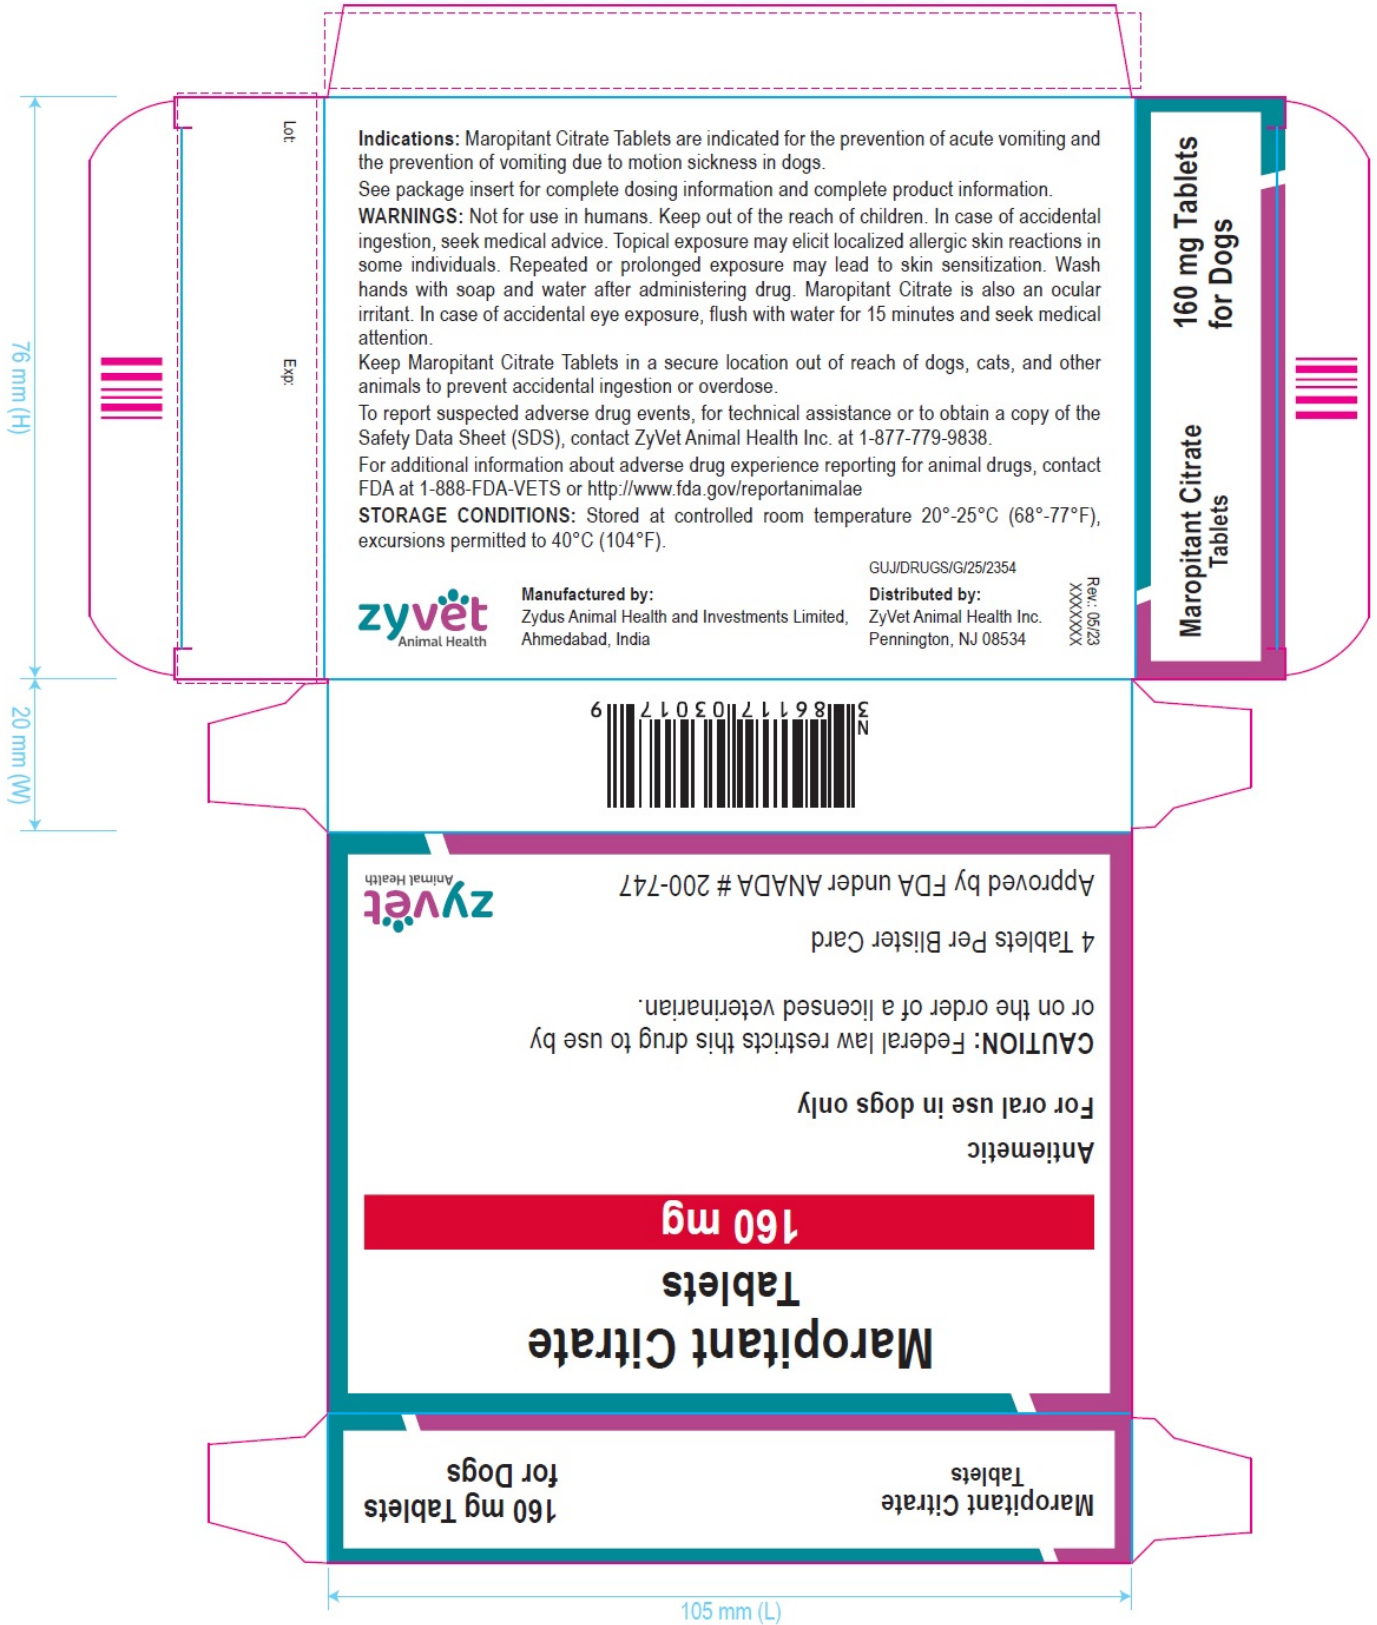 Lot:
Exp:
Indications: Maropitant Citrate Tablets are indicated for the prevention of acute vomiting and
the prevention of vomiting due to motion sickness in dogs.
See package insert for complete dosing information and complete product information.
WARNINGS: Not for use in humans. Keep out of the reach of children. In case of accidental
ingestion, seek medical advice. Topical exposure may elicit localized allergic skin reactions in
some individuals. Repeated or prolonged exposure may lead to skin sensitization. Wash
hands with soap and water after administering drug. Maropitant Citrate is also an ocular
irritant. In case of accidental eye exposure, flush with water for 15 minutes and seek medical
attention.
Keep Maropitant Citrate Tablets in a secure location out of reach of dogs, cats, and other
animals to prevent accidental ingestion or overdose.
To report suspected adverse drug events, for technical assistance or to obtain a copy of the
Safety Data Sheet (SDS), contact ZyVet Animal Health Inc. at 1-877-779-9838.
For additional information about adverse drug experience reporting for animal drugs, contact
FDA at 1-888-FDA-VETS or http://www.fda.gov/reportanimalae
STORAGE CONDITIONS: Stored at controlled room temperature 20°-25°C (68°-77°F),
excursions permitted to 40°C (104°F).
zyvet
Animal Health
Manufactured by:
Zydus Animal Health and Investments Limited,
Ahmedabad, India
GUJ/DRUGS/G/25/2354
Distributed by:
ZyVet Animal Health Inc.
Pennington, NJ 08534
Rev.: 05/23
XXXXXXX
Maropitant Citrate
Tablets
160 mg Tablets
for Dogs
76 mm (H)
20 mm (W)
N
3 86117 03017 9
Maropitant Citrate
Tablets
160 mg
Antiemetic
For oral use in dogs only
CAUTION: Federal law restricts this drug to use by
or on the order of a licensed veterinarian.
4 Tablets Per Blister Card
Approved by FDA under ANADA # 200-747
zyvet
Animal Health
Maropitant Citrate
Tablets
160 mg Tablets
for Dogs
105 mm (L)